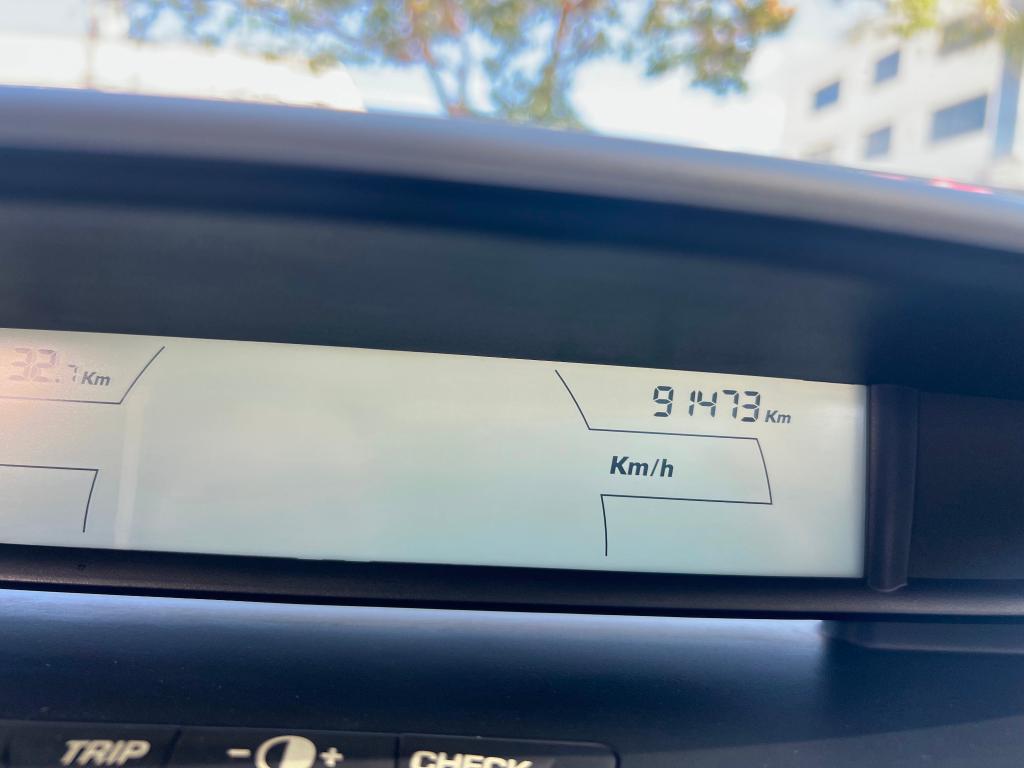 32.7 Km
91473 Km
Km/h
TRIP - + CHECK